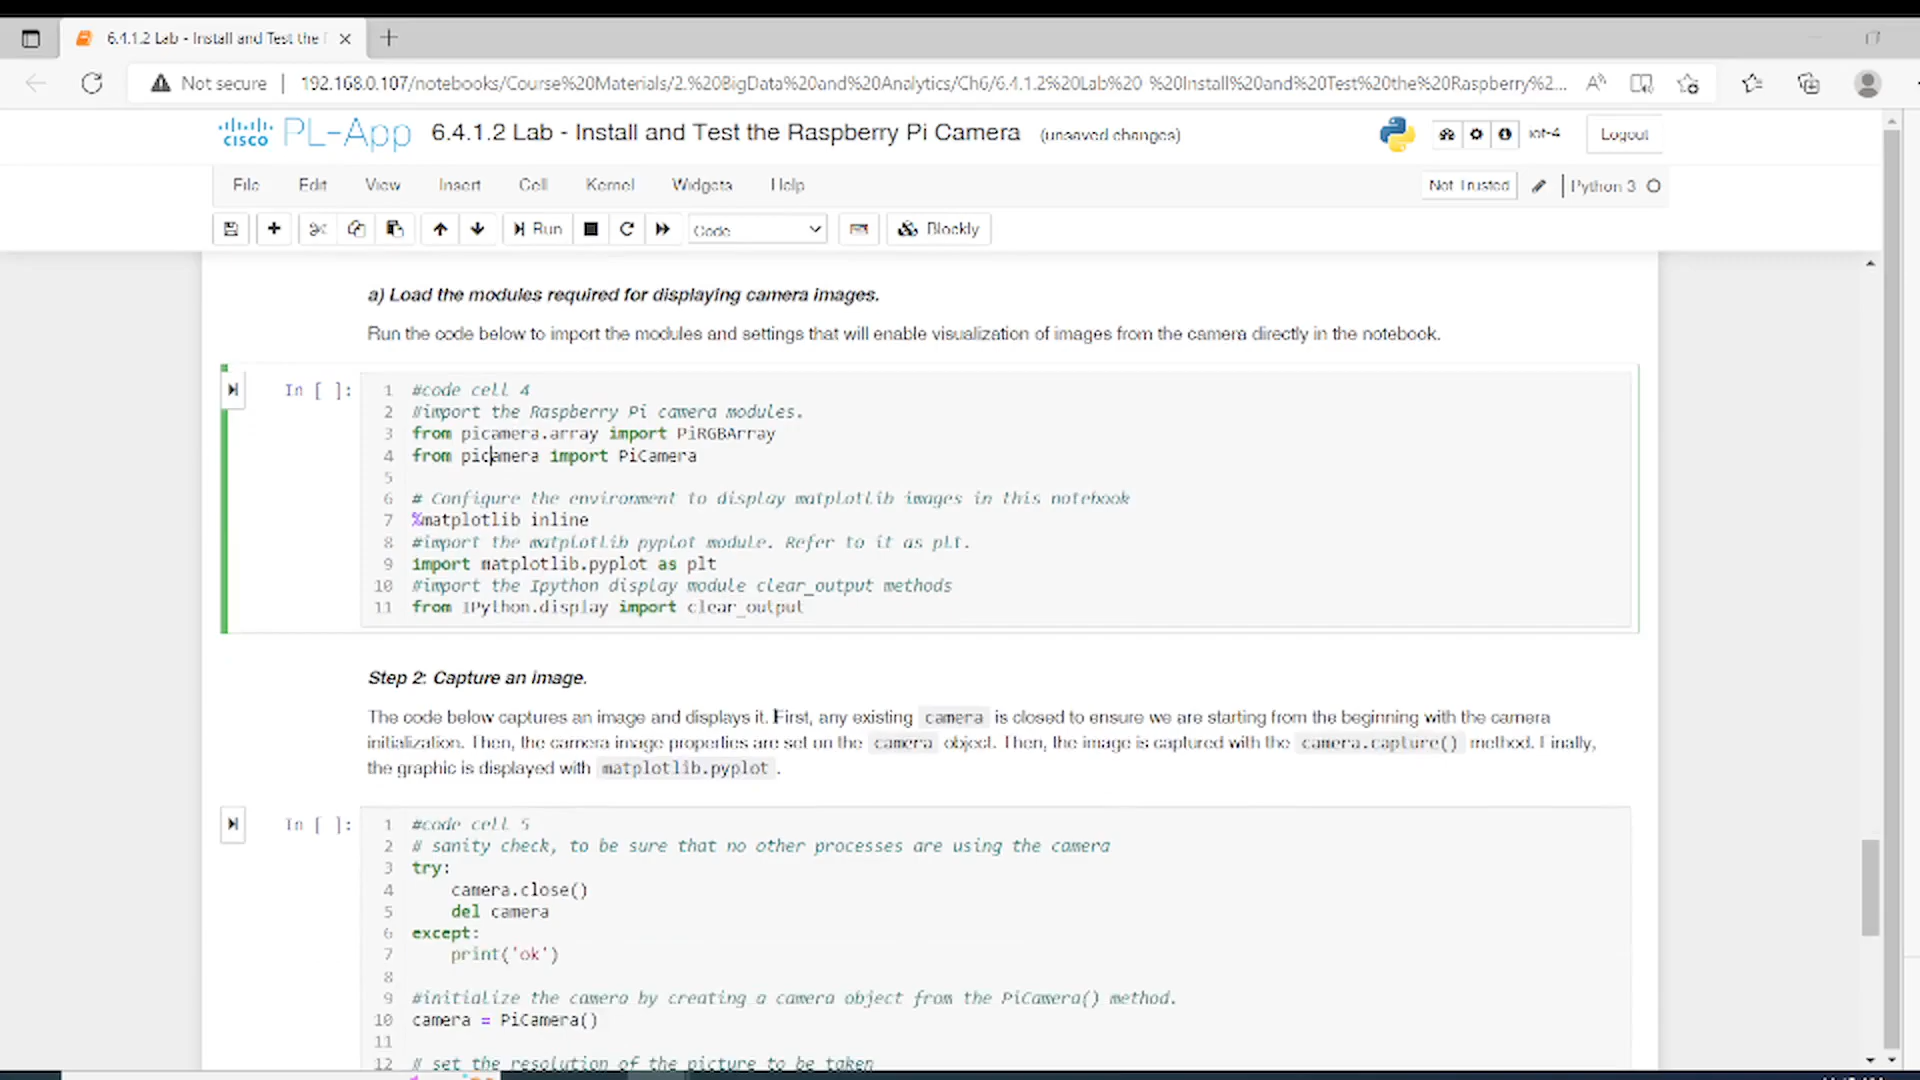 6.4.1.2 Lab - Install and Test the
Not secure | 192.168.0.107/notebooks/Course%20Materials/2.%20BigData%20and%20Analytics/Ch6/6.4.1.2%20Lab%20 %20Install%20and%20Test%20the%20Raspberry%2...
cisco PL-App 6.4.1.2 Lab - Install and Test the Raspberry Pi Camera (unsaved changes) iot-4 Logout
File Edit View Insert Cell Kernel Widgets Help Not Trusted Python 3
Run Code Blockly
a) Load the modules required for displaying camera images.
Run the code below to import the modules and settings that will enable visualization of images from the camera directly in the notebook.
In [ ]: 1 #code cell 4
2 #import the Raspberry Pi camera modules.
3 from picamera.array import PiRGBArray
4 from picamera import PiCamera
5
6 # Configure the environment to display matplotlib images in this notebook
7 %matplotlib inline
8 #import the matplotlib pyplot module. Refer to it as plt.
9 import matplotlib.pyplot as plt
10 #import the Ipython display module clear_output methods
11 from IPython.display import clear_output
Step 2: Capture an image.
The code below captures an image and displays it. First, any existing camera is closed to ensure we are starting from the beginning with the camera
initialization. Then, the camera image properties are set on the camera object. Then, the image is captured with the camera.capture() method. Finally,
the graphic is displayed with matplotlib.pyplot .
In [ ]: 1 #code cell 5
2 # sanity check, to be sure that no other processes are using the camera
3 try:
4 camera.close()
5 del camera
6 except:
7 print('ok')
8
9 #initialize the camera by creating a camera object from the PiCamera() method.
10 camera = PiCamera()
11
12 # set the resolution of the picture to be taken